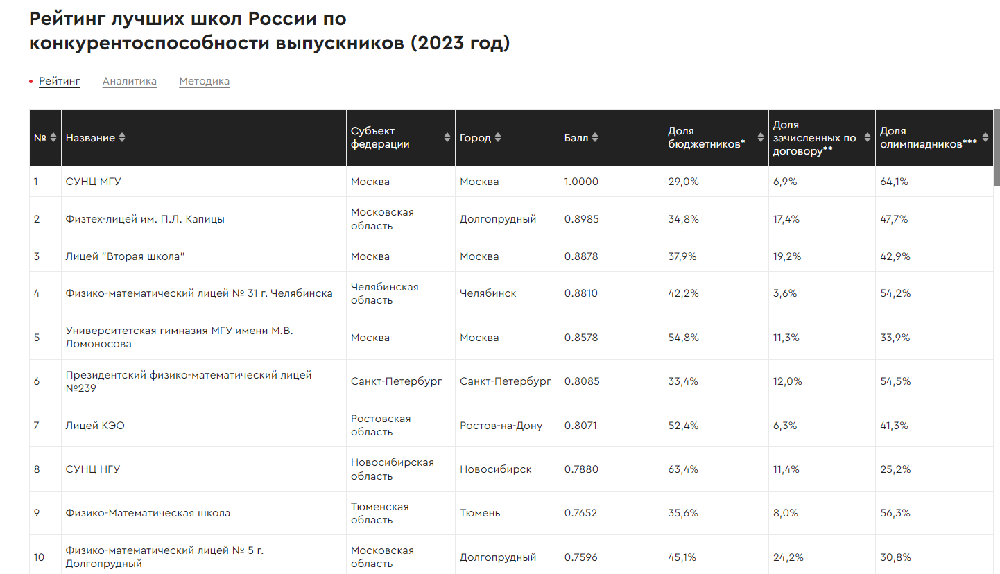 Рейтинг лучших школ России по
конкурентоспособности выпускников (2023 год)
Рейтинг Аналитика Методика
№ Название Субъект федерации Город Балл Доля бюджетников* Доля зачисленных по договору** Доля олимпиадников***
1 СУНЦ МГУ Москва Москва 1.0000 29,0% 6,9% 64,1%
2 Физтех-лицей им. П.Л. Капицы Московская область Долгопрудный 0.8985 34,8% 17,4% 47,7%
3 Лицей "Вторая школа" Москва Москва 0.8878 37,9% 19,2% 42,9%
4 Физико-математический лицей № 31 г. Челябинска Челябинская область Челябинск 0.8810 42,2% 3,6% 54,2%
5 Университетская гимназия МГУ имени М.В. Ломоносова Москва Москва 0.8578 54,8% 11,3% 33,9%
6 Президентский физико-математический лицей №239 Санкт-Петербург Санкт-Петербург 0.8085 33,4% 12,0% 54,5%
7 Лицей КЭО Ростовская область Ростов-на-Дону 0.8071 52,4% 6,3% 41,3%
8 СУНЦ НГУ Новосибирская область Новосибирск 0.7880 63,4% 11,4% 25,2%
9 Физико-Математическая школа Тюменская область Тюмень 0.7652 35,6% 8,0% 56,3%
10 Физико-математический лицей № 5 г. Долгопрудный Московская область Долгопрудный 0.7596 45,1% 24,2% 30,8%